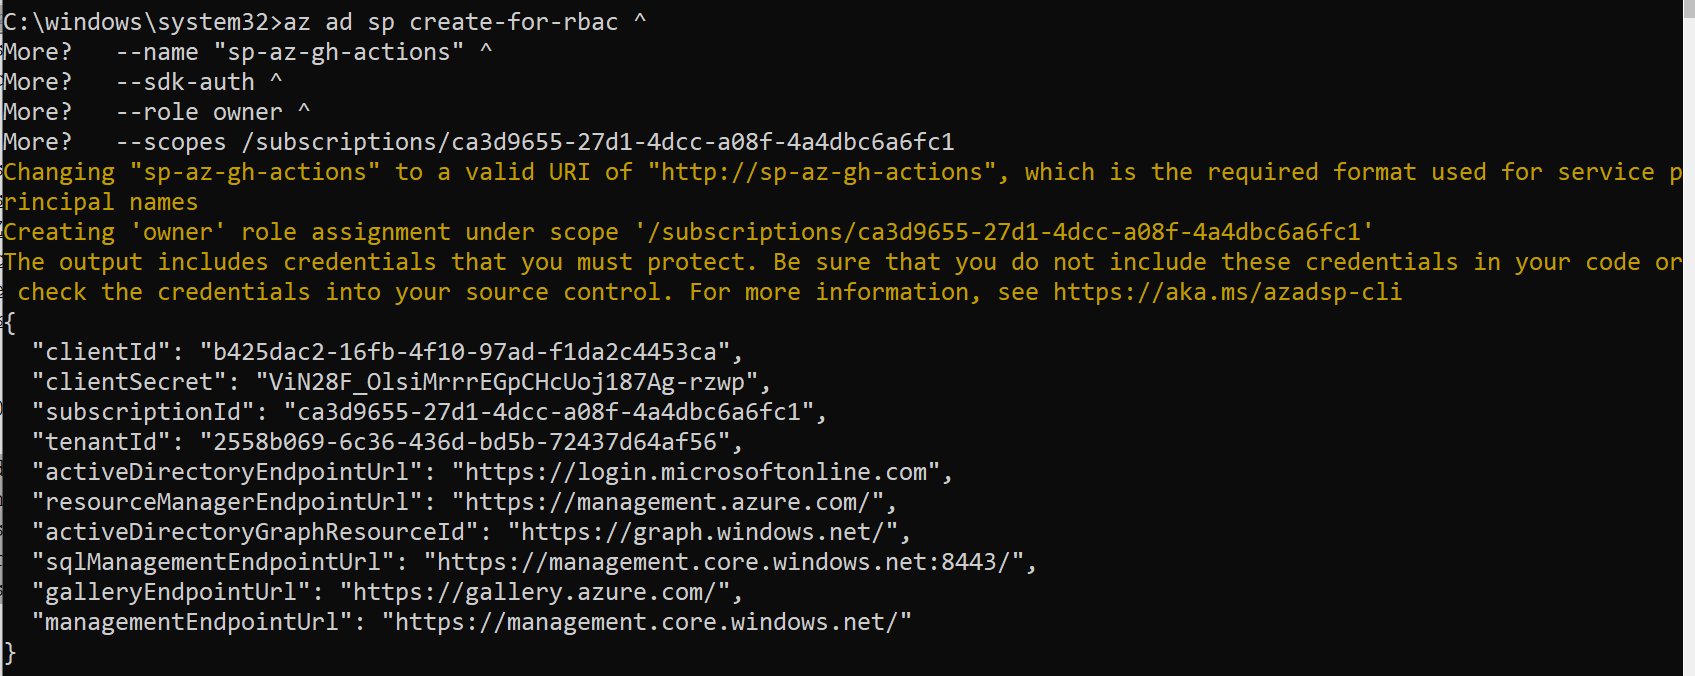 C:\windows\system32>az ad sp create-for-rbac ^
More?   --name "sp-az-gh-actions" ^
More?   --sdk-auth ^
More?   --role owner ^
More?   --scopes /subscriptions/ca3d9655-27d1-4dcc-a08f-4a4dbc6a6fc1
Changing "sp-az-gh-actions" to a valid URI of "http://sp-az-gh-actions", which is the required format used for service p
rincipal names
Creating 'owner' role assignment under scope '/subscriptions/ca3d9655-27d1-4dcc-a08f-4a4dbc6a6fc1'
The output includes credentials that you must protect. Be sure that you do not include these credentials in your code or
 check the credentials into your source control. For more information, see https://aka.ms/azadsp-cli
{
  "clientId": "b425dac2-16fb-4f10-97ad-f1da2c4453ca",
  "clientSecret": "ViN28F_OlsiMrrrEGpCHcUoj187Ag-rzwp",
  "subscriptionId": "ca3d9655-27d1-4dcc-a08f-4a4dbc6a6fc1",
  "tenantId": "2558b069-6c36-436d-bd5b-72437d64af56",
  "activeDirectoryEndpointUrl": "https://login.microsoftonline.com",
  "resourceManagerEndpointUrl": "https://management.azure.com/",
  "activeDirectoryGraphResourceId": "https://graph.windows.net/",
  "sqlManagementEndpointUrl": "https://management.core.windows.net:8443/",
  "galleryEndpointUrl": "https://gallery.azure.com/",
  "managementEndpointUrl": "https://management.core.windows.net/"
}